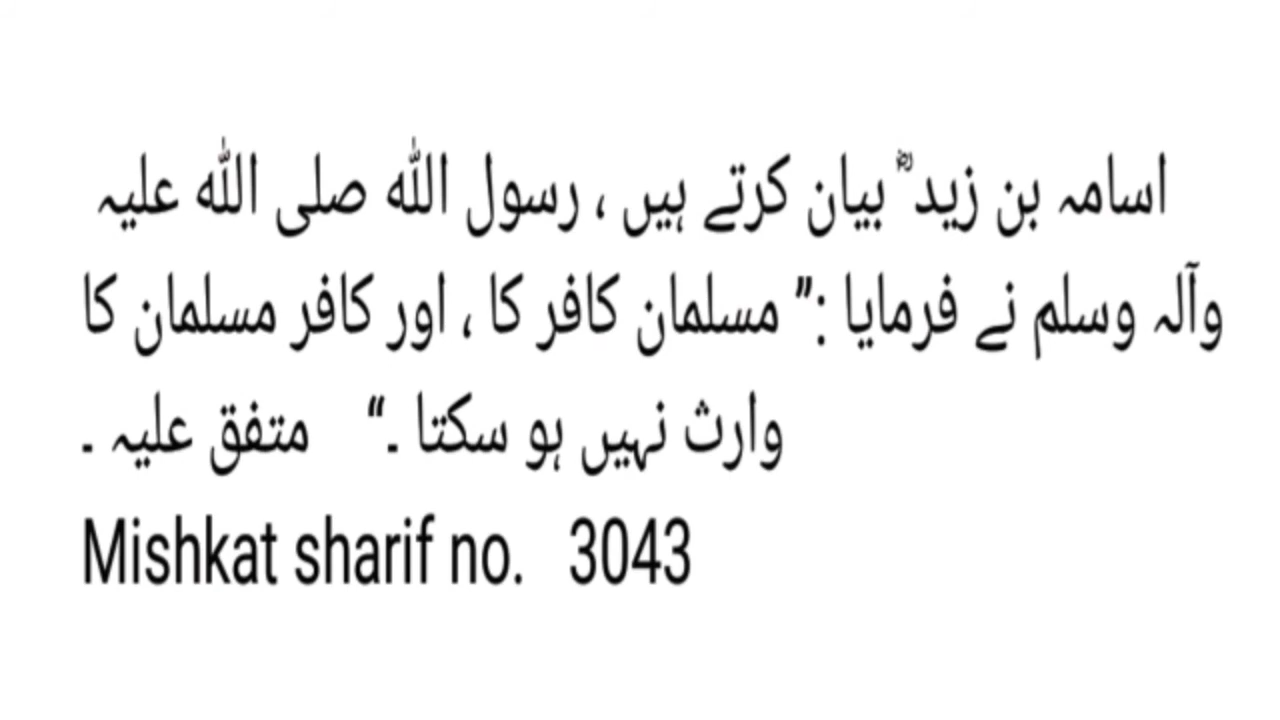 اسامہ بن زید ؓ بیان کرتے ہیں ، رسول اللہ صلی اللہ علیہ
وآلہ وسلم نے فرمایا :” مسلمان کافر کا ، اور کافر مسلمان کا
وارث نہیں ہو سکتا ۔“ متفق علیہ ۔
Mishkat sharif no. 3043